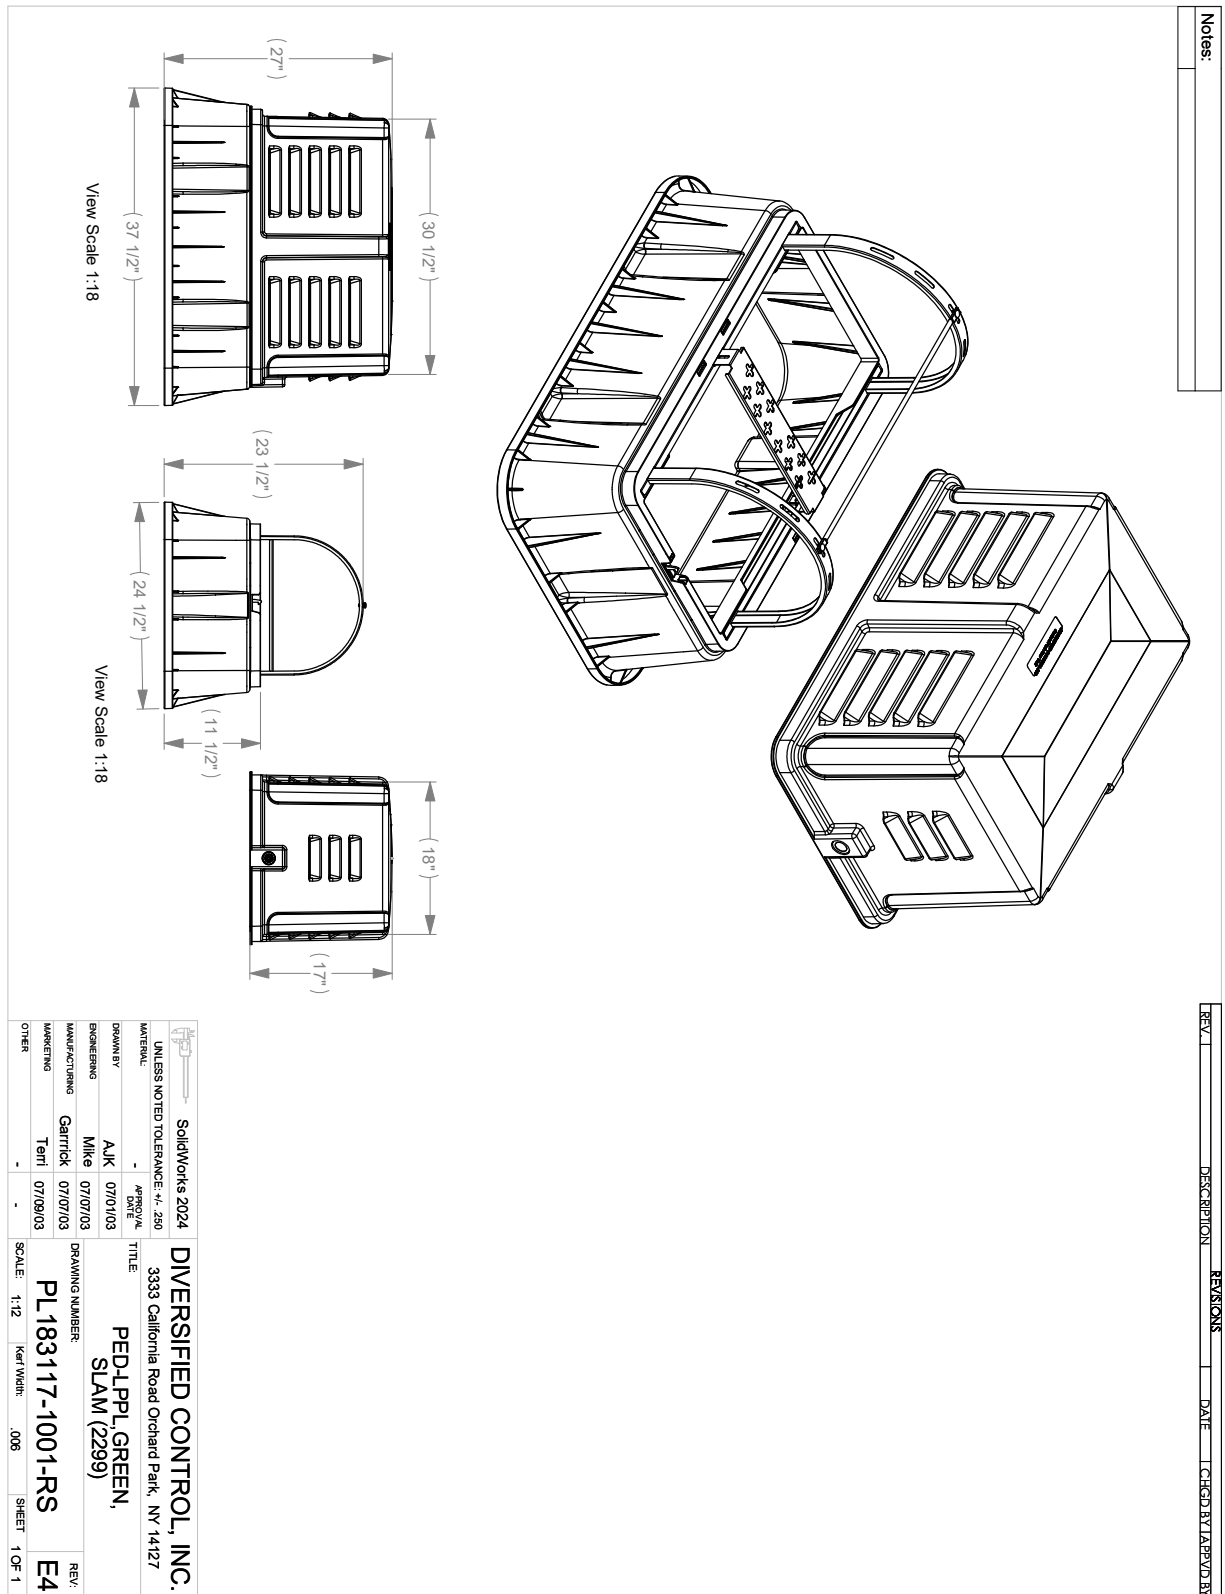 Notes:
REVISIONS
REV. DESCRIPTION DATE CHGD BY APPVD BY
( 30 1/2" )
( 27" )
( 37 1/2" )
View Scale 1:18
( 23 1/2" )
( 24 1/2" )
( 11 1/2" )
View Scale 1:18
( 18" )
( 17" )
SolidWorks 2024
UNLESS NOTED TOLERANCE: +/- .250
MATERIAL: -
APPROVAL
DATE
DRAWN BY AJK 07/01/03
ENGINEERING Mike 07/07/03
MANUFACTURING Garrrick 07/07/03
MARKETING Terri 07/09/03
OTHER - -
DIVERSIFIED CONTROL, INC.
3333 California Road Orchard Park, NY 14127
TITLE:
PED-LPPL,GREEN,
SLAM (2299)
DRAWING NUMBER: REV:
PL183117-1001-RS E4
SCALE: 1:12 Kerf Width: .006 SHEET 1 OF 1